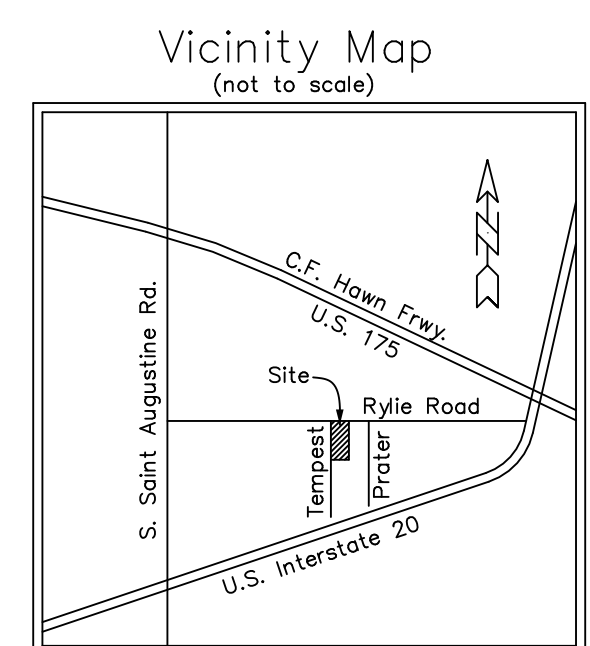 Vicinity Map
(not to scale)
N
C.F. Hawn Frwy.
U.S. 175
S. Saint Augustine Rd.
Site
Rylie Road
Tempest
Prater
U.S. Interstate 20